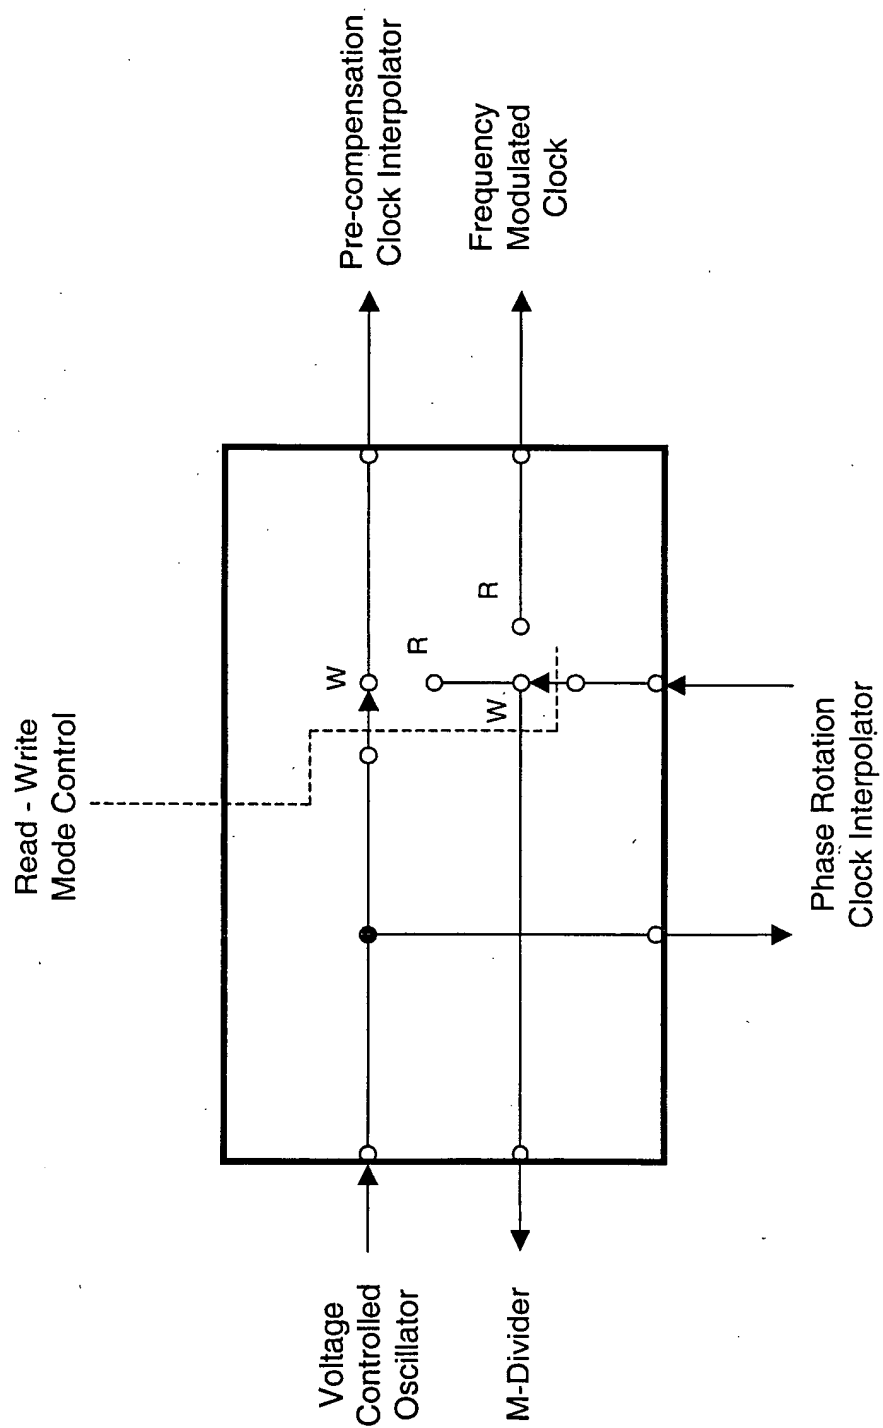 Read - Write
Mode Control
Voltage
Controlled
Oscillator
M-Divider
W
R
W
R
Pre-compensation
Clock Interpolator
Frequency
Modulated
Clock
Phase Rotation
Clock Interpolator